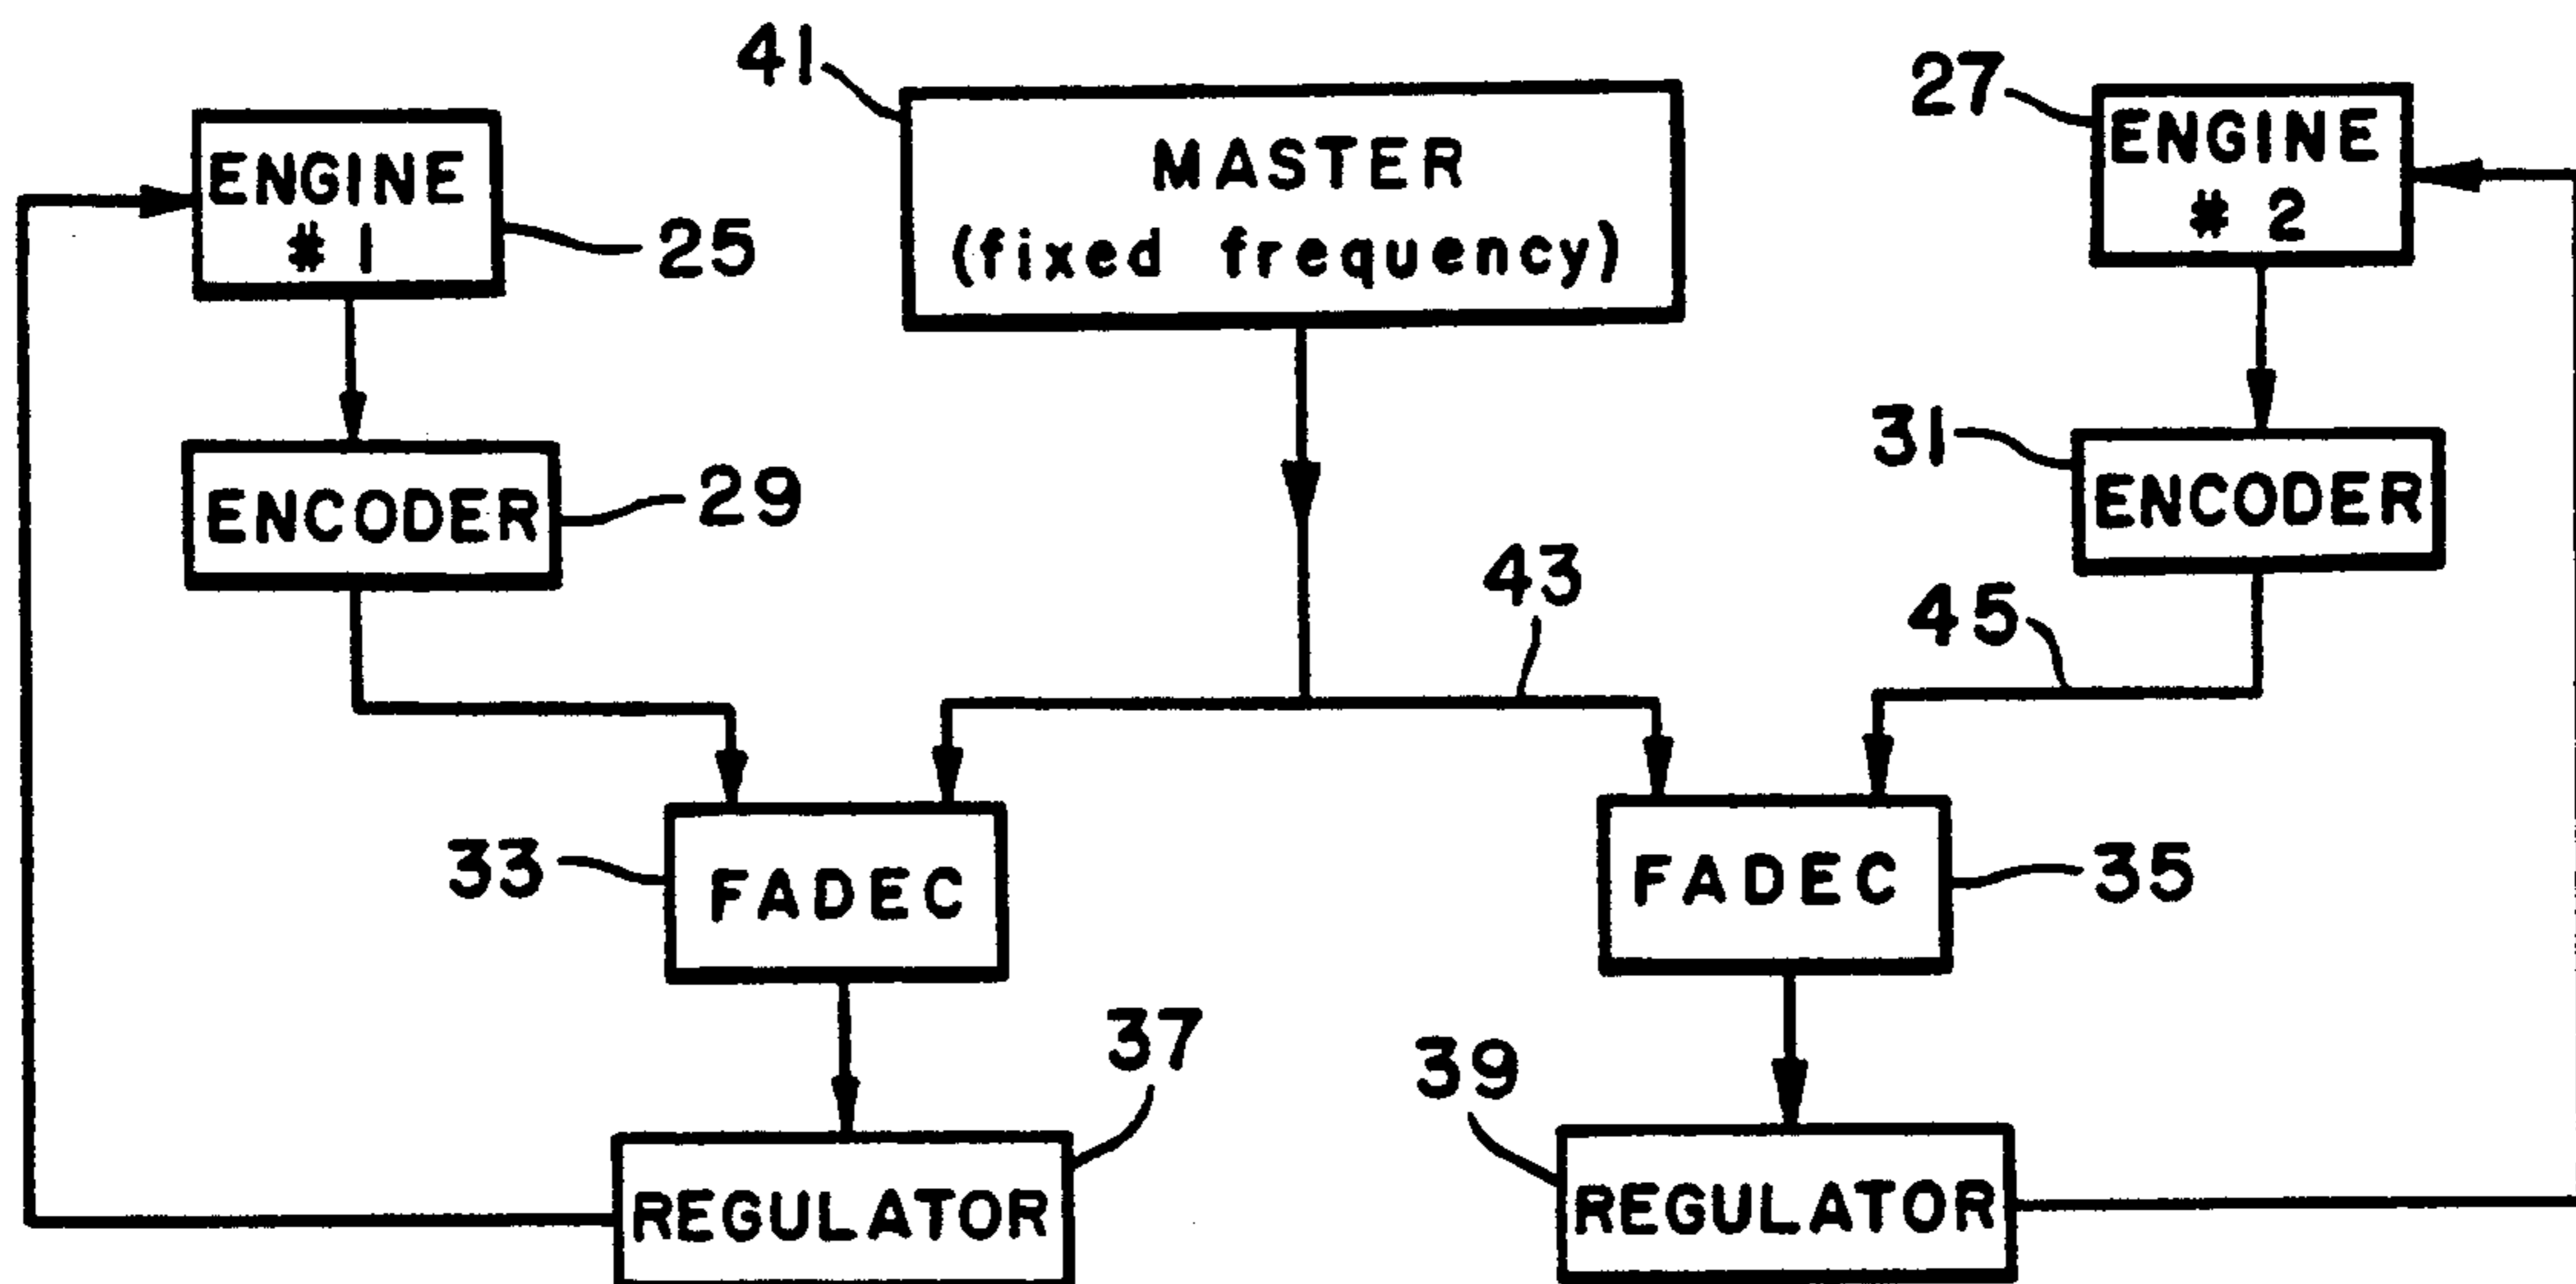 41
27
ENGINE
# 1
25
MASTER
(fixed frequency)
ENGINE
# 2
ENCODER
29
31
ENCODER
43
45
33
FADEC
FADEC
35
37
39
REGULATOR
REGULATOR